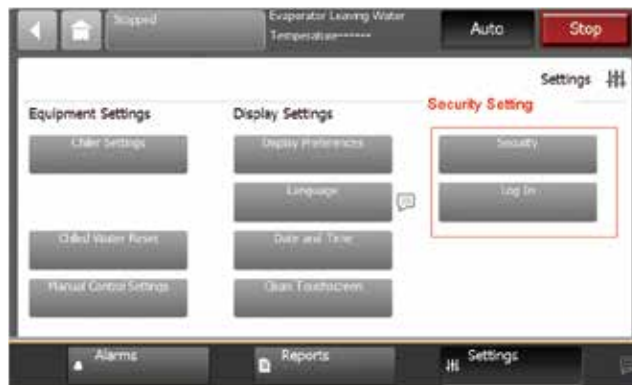 Stopped
Evaporator Leaving Water
Temperature------
Auto
Stop
Settings
Equipment Settings
Display Settings
Security Setting
Chiller Settings
Display Preferences
Security
Language
Log In
Chilled Water Reset
Date and Time
Manual Control Settings
Clean Touchscreen
Alarms
Reports
Settings